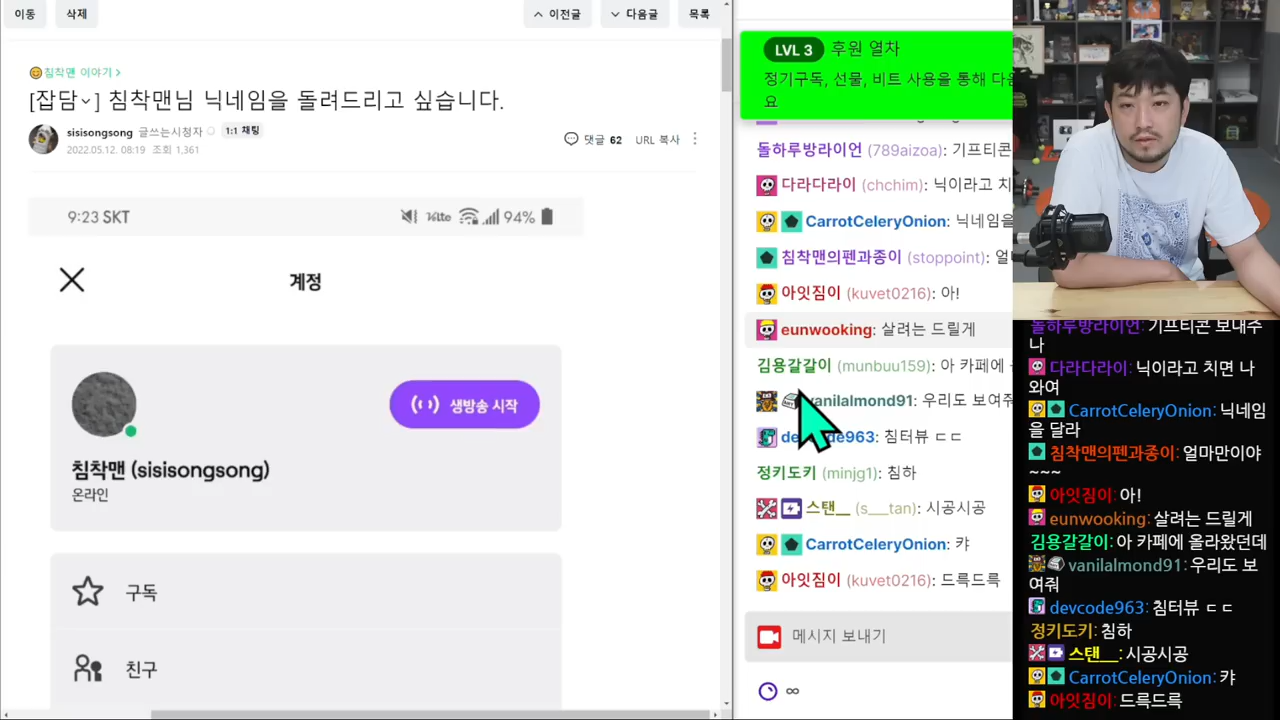 이동
삭제
이전글
다음글
목록
침착맨 이야기 >
[잡담] 침착맨님 닉네임을 돌려드리고 싶습니다.
sisisongsong 글쓰는시청자 1:1 채팅
2022.05.12. 08:19 조회 1,361
댓글 62 URL 복사
9:23 SKT
94%
계정
생방송 시작
침착맨 (sisisongsong)
온라인
구독
친구
LVL 3 후원 열차
정기구독, 선물, 비트 사용을 통해 다음
요
돌하루방라이언 (789aizoa): 기프티콘
다라다라이 (chchim): 닉이라고 치
CarrotCeleryOnion: 닉네임을
침착맨의펜과종이 (stoppoint): 얼
아잇짐이 (kuvet0216): 아!
eunwooking: 살려는 드릴게
김용갈갈이 (munbuu159): 아 카페에
vanilalmond91: 우리도 보여줘
devcode963: 침터뷰 ㄷㄷ
정키도키 (minjg1): 침하
스탠__ (s___tan): 시공시공
CarrotCeleryOnion: 캬
아잇짐이 (kuvet0216): 드륵드륵
메시지 보내기
∞
돌하루방라이언: 기프티콘 보내주
나
다라다라이: 닉이라고 치면 나
와여
CarrotCeleryOnion: 닉네임
을 달라
침착맨의펜과종이: 얼마만이야
~~~
아잇짐이: 아!
eunwooking: 살려는 드릴게
김용갈갈이: 아 카페에 올라왔던데
vanilalmond91: 우리도 보
여줘
devcode963: 침터뷰 ㄷㄷ
정키도키: 침하
스탠__: 시공시공
CarrotCeleryOnion: 캬
아잇짐이: 드륵드륵